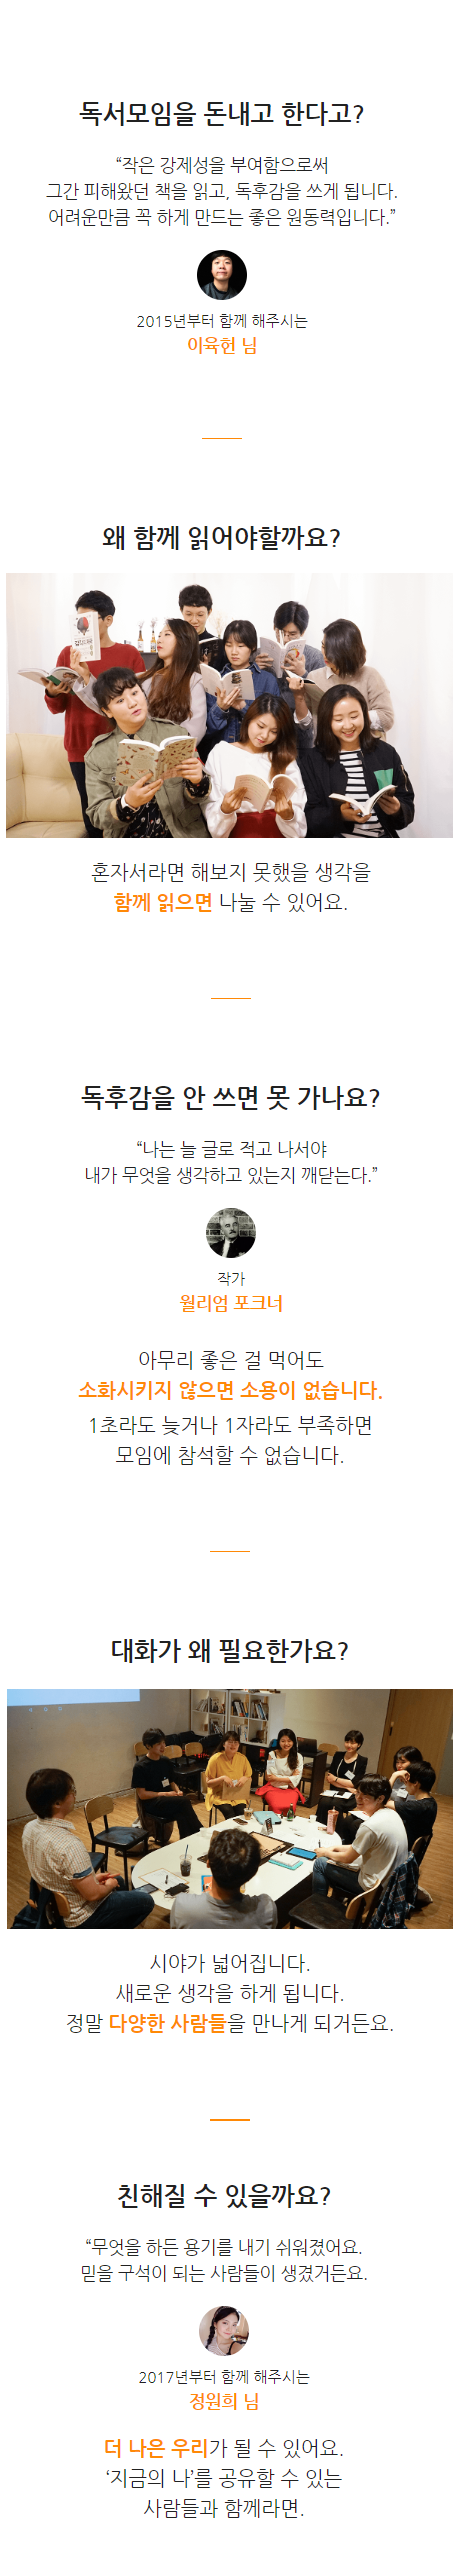 독서모임을 돈내고 한다고?
“작은 강제성을 부여함으로써
그간 피해왔던 책을 읽고, 독후감을 쓰게 됩니다.
어려운만큼 꼭 하게 만드는 좋은 원동력입니다.”
2015년부터 함께 해주시는
이육헌 님
왜 함께 읽어야할까요?
혼자서라면 해보지 못했을 생각을
함께 읽으면 나눌 수 있어요.
독후감을 안 쓰면 못 가나요?
“나는 늘 글로 적고 나서야
내가 무엇을 생각하고 있는지 깨닫는다.”
작가
윌리엄 포크너
아무리 좋은 걸 먹어도
소화시키지 않으면 소용이 없습니다.
1초라도 늦거나 1자라도 부족하면
모임에 참석할 수 없습니다.
대화가 왜 필요한가요?
시야가 넓어집니다.
새로운 생각을 하게 됩니다.
정말 다양한 사람들을 만나게 되거든요.
친해질 수 있을까요?
“무엇을 하든 용기를 내기 쉬워졌어요.
믿을 구석이 되는 사람들이 생겼거든요.
2017년부터 함께 해주시는
정원희 님
더 나은 우리가 될 수 있어요.
‘지금의 나’를 공유할 수 있는
사람들과 함께라면.